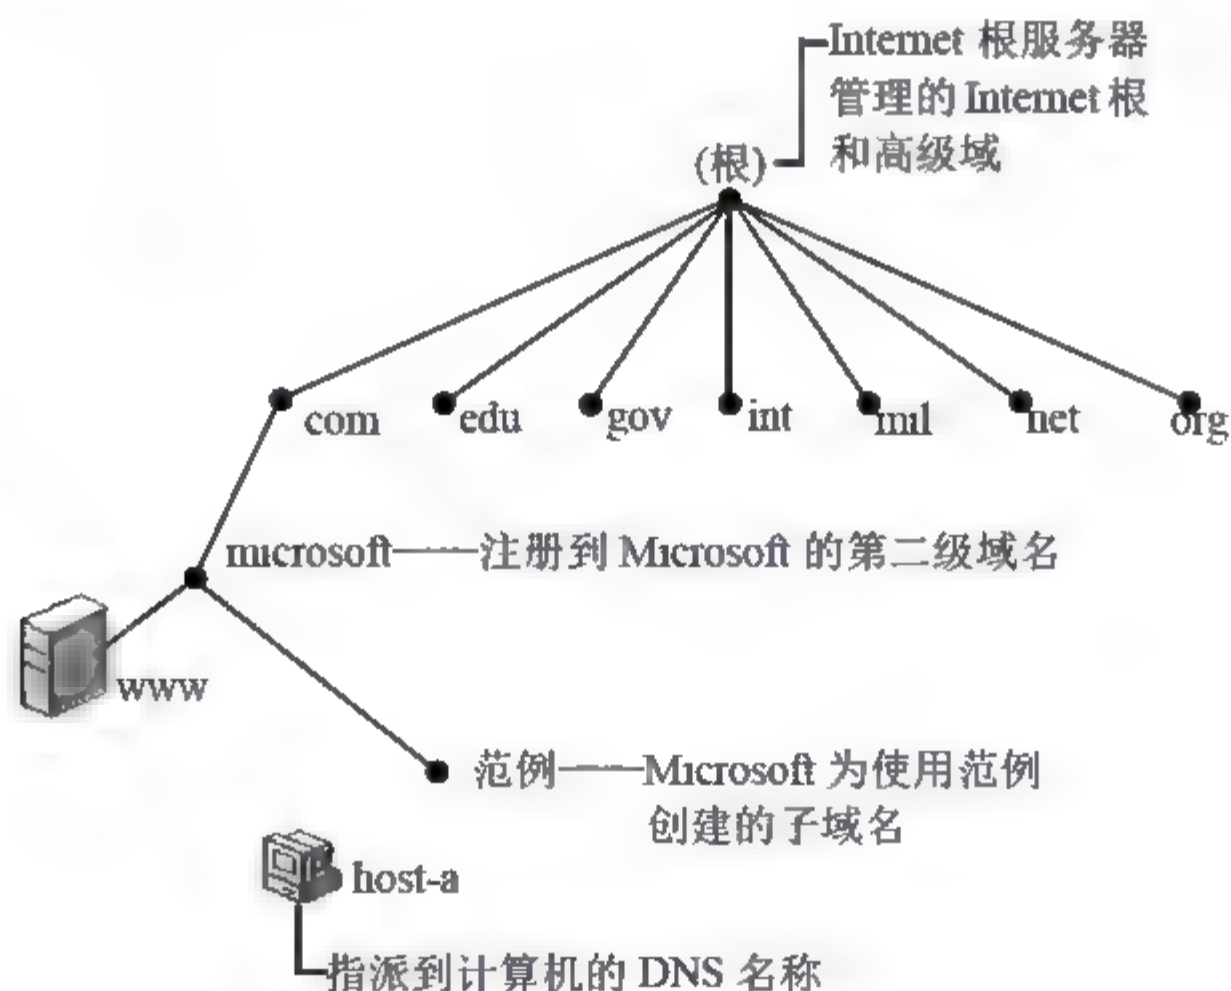 Internet 根服务器
管理的 Internet 根
和高级域
(根)
com
edu
gov
int
mil
net
org
microsoft
注册到 Microsoft 的第二级域名
www
范例
Microsoft 为使用范例
创建的子域名
host-a
指派到计算机的 DNS 名称